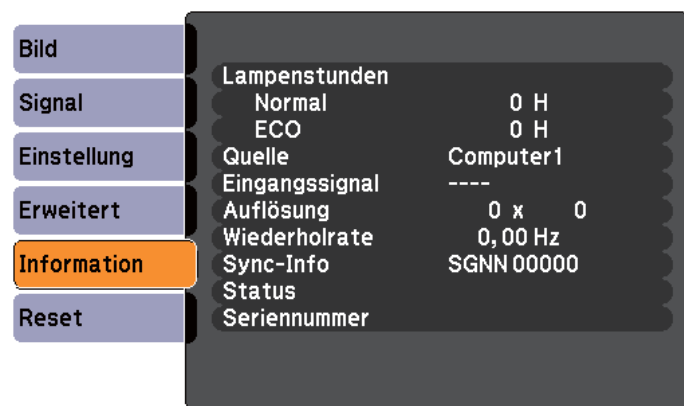 Bild
Signal
Einstellung
Erweitert
Information
Reset
Lampenstunden
Normal 0 H
ECO 0 H
Quelle Computer1
Eingangssignal ----
Auflösung 0 x 0
Wiederholrate 0,00 Hz
Sync-Info SGNN 00000
Status
Seriennummer